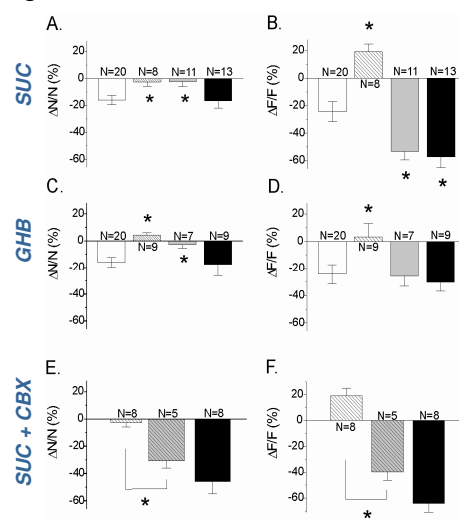 A.
B.
SUC
ΔN/N (%)
20
0
-20
-40
-60
N=20 N=8 N=11 N=13
* *
ΔF/F (%)
20
0
-20
-40
-60
*
N=20 N=8 N=11 N=13
* *
C.
D.
GHB
ΔN/N (%)
20
0
-20
-40
-60
*
N=20 N=9 N=7 N=9
*
ΔF/F (%)
20
0
-20
-40
-60
*
N=20 N=9 N=7 N=9
E.
F.
SUC + CBX
ΔN/N (%)
20
0
-20
-40
-60
N=8 N=5 N=8
*
ΔF/F (%)
20
0
-20
-40
-60
N=8 N=5 N=8
*